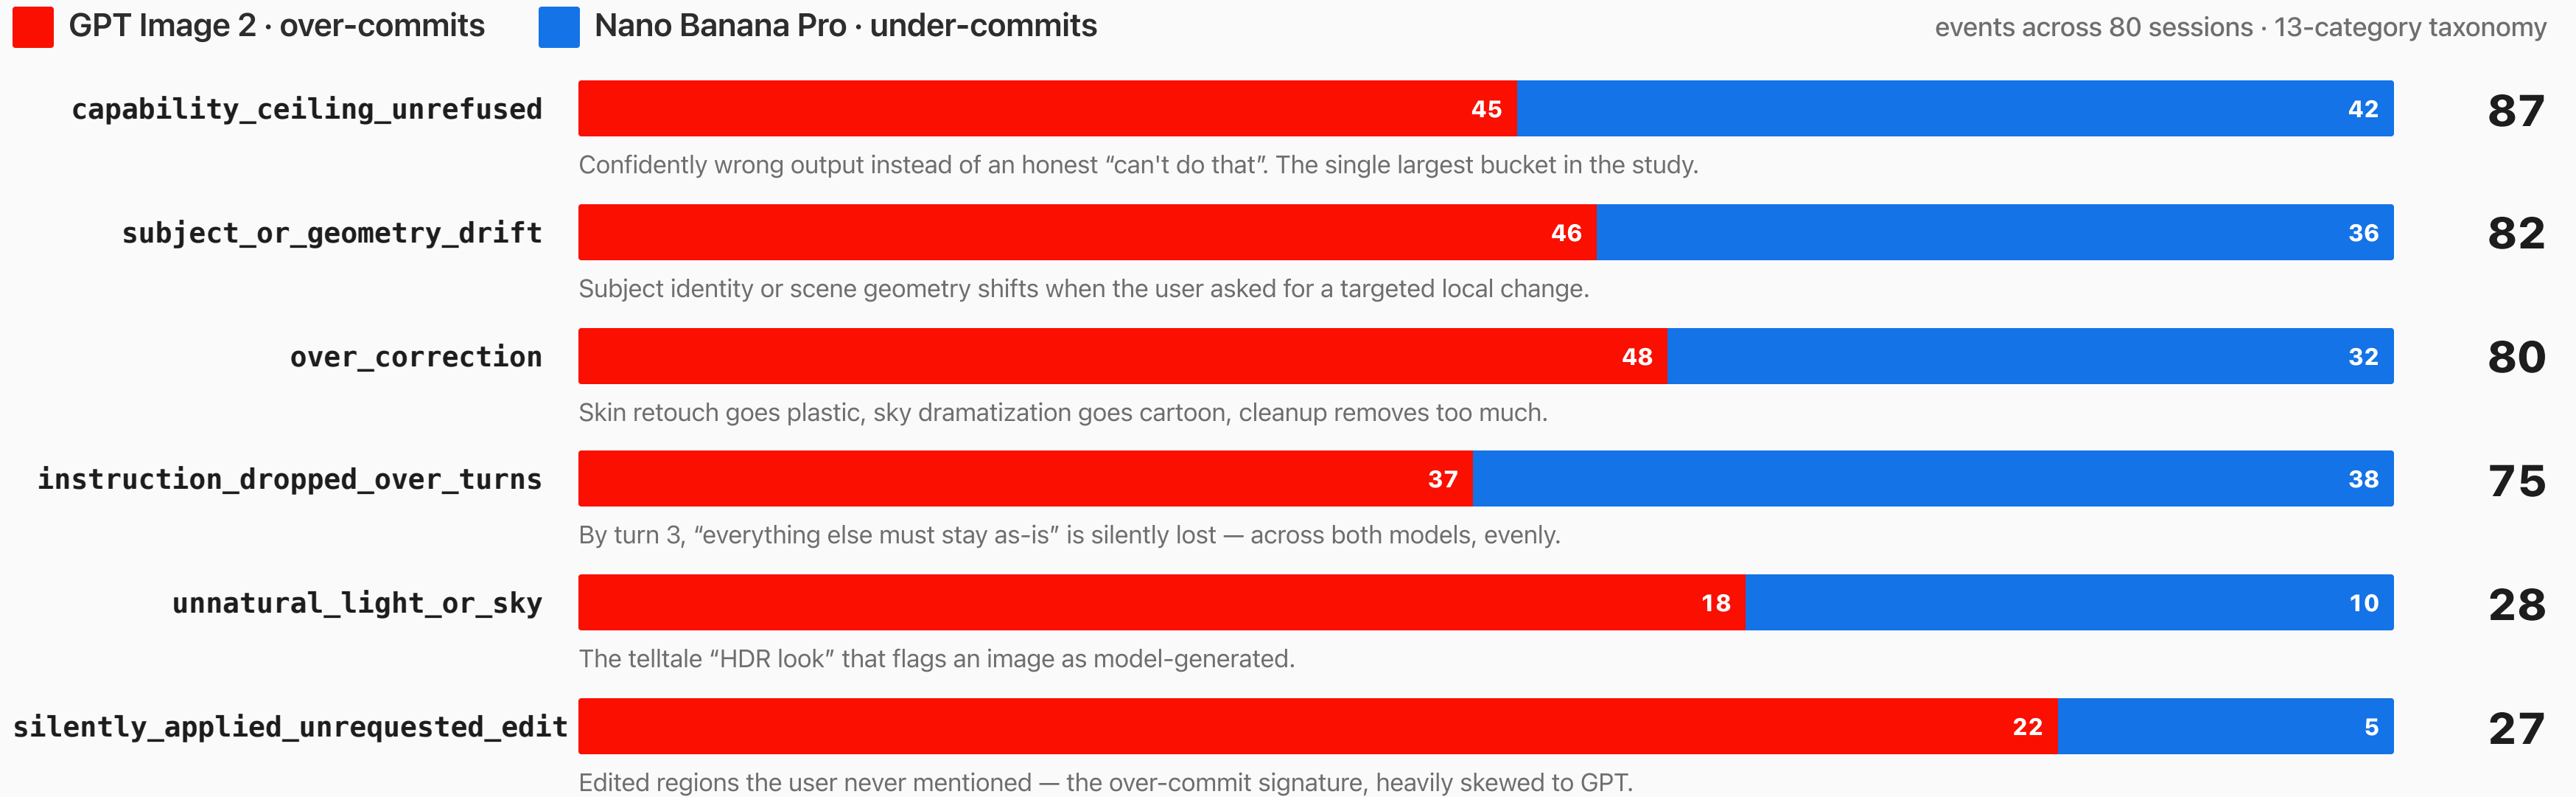 GPT Image 2 · over-commits Nano Banana Pro · under-commits events across 80 sessions · 13-category taxonomy
capability_ceiling_unrefused 45 42 87
Confidently wrong output instead of an honest “can't do that”. The single largest bucket in the study.
subject_or_geometry_drift 46 36 82
Subject identity or scene geometry shifts when the user asked for a targeted local change.
over_correction 48 32 80
Skin retouch goes plastic, sky dramatization goes cartoon, cleanup removes too much.
instruction_dropped_over_turns 37 38 75
By turn 3, “everything else must stay as-is” is silently lost — across both models, evenly.
unnatural_light_or_sky 18 10 28
The telltale “HDR look” that flags an image as model-generated.
silently_applied_unrequested_edit 22 5 27
Edited regions the user never mentioned — the over-commit signature, heavily skewed to GPT.